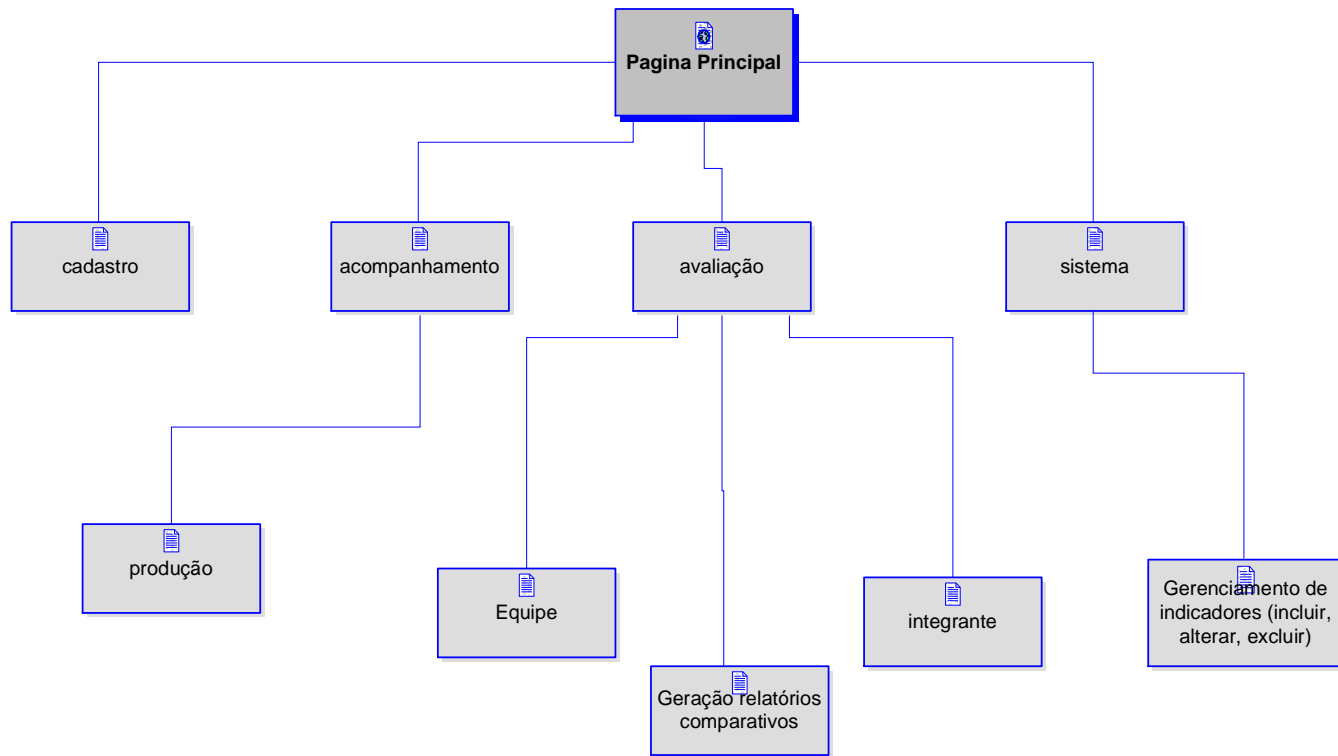 Pagina Principal
cadastro
acompanhamento
avaliação
sistema
produção
Equipe
Geração relatórios
comparativos
integrante
Gerenciamento de
indicadores (incluir,
alterar, excluir)